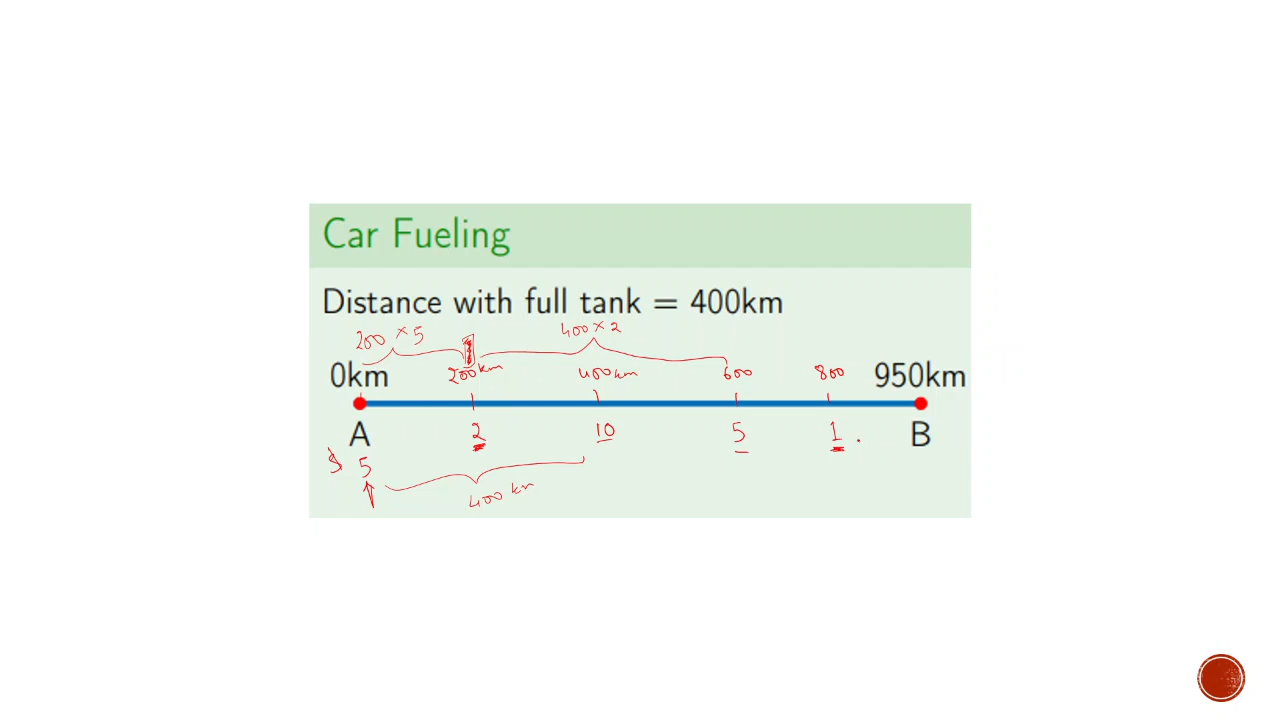 Car Fueling
Distance with full tank = 400km
200 × 5 400 × 2
0km 200km 400km 600 800 950km
A 2 10 5 1 . B
$ 5
400 km